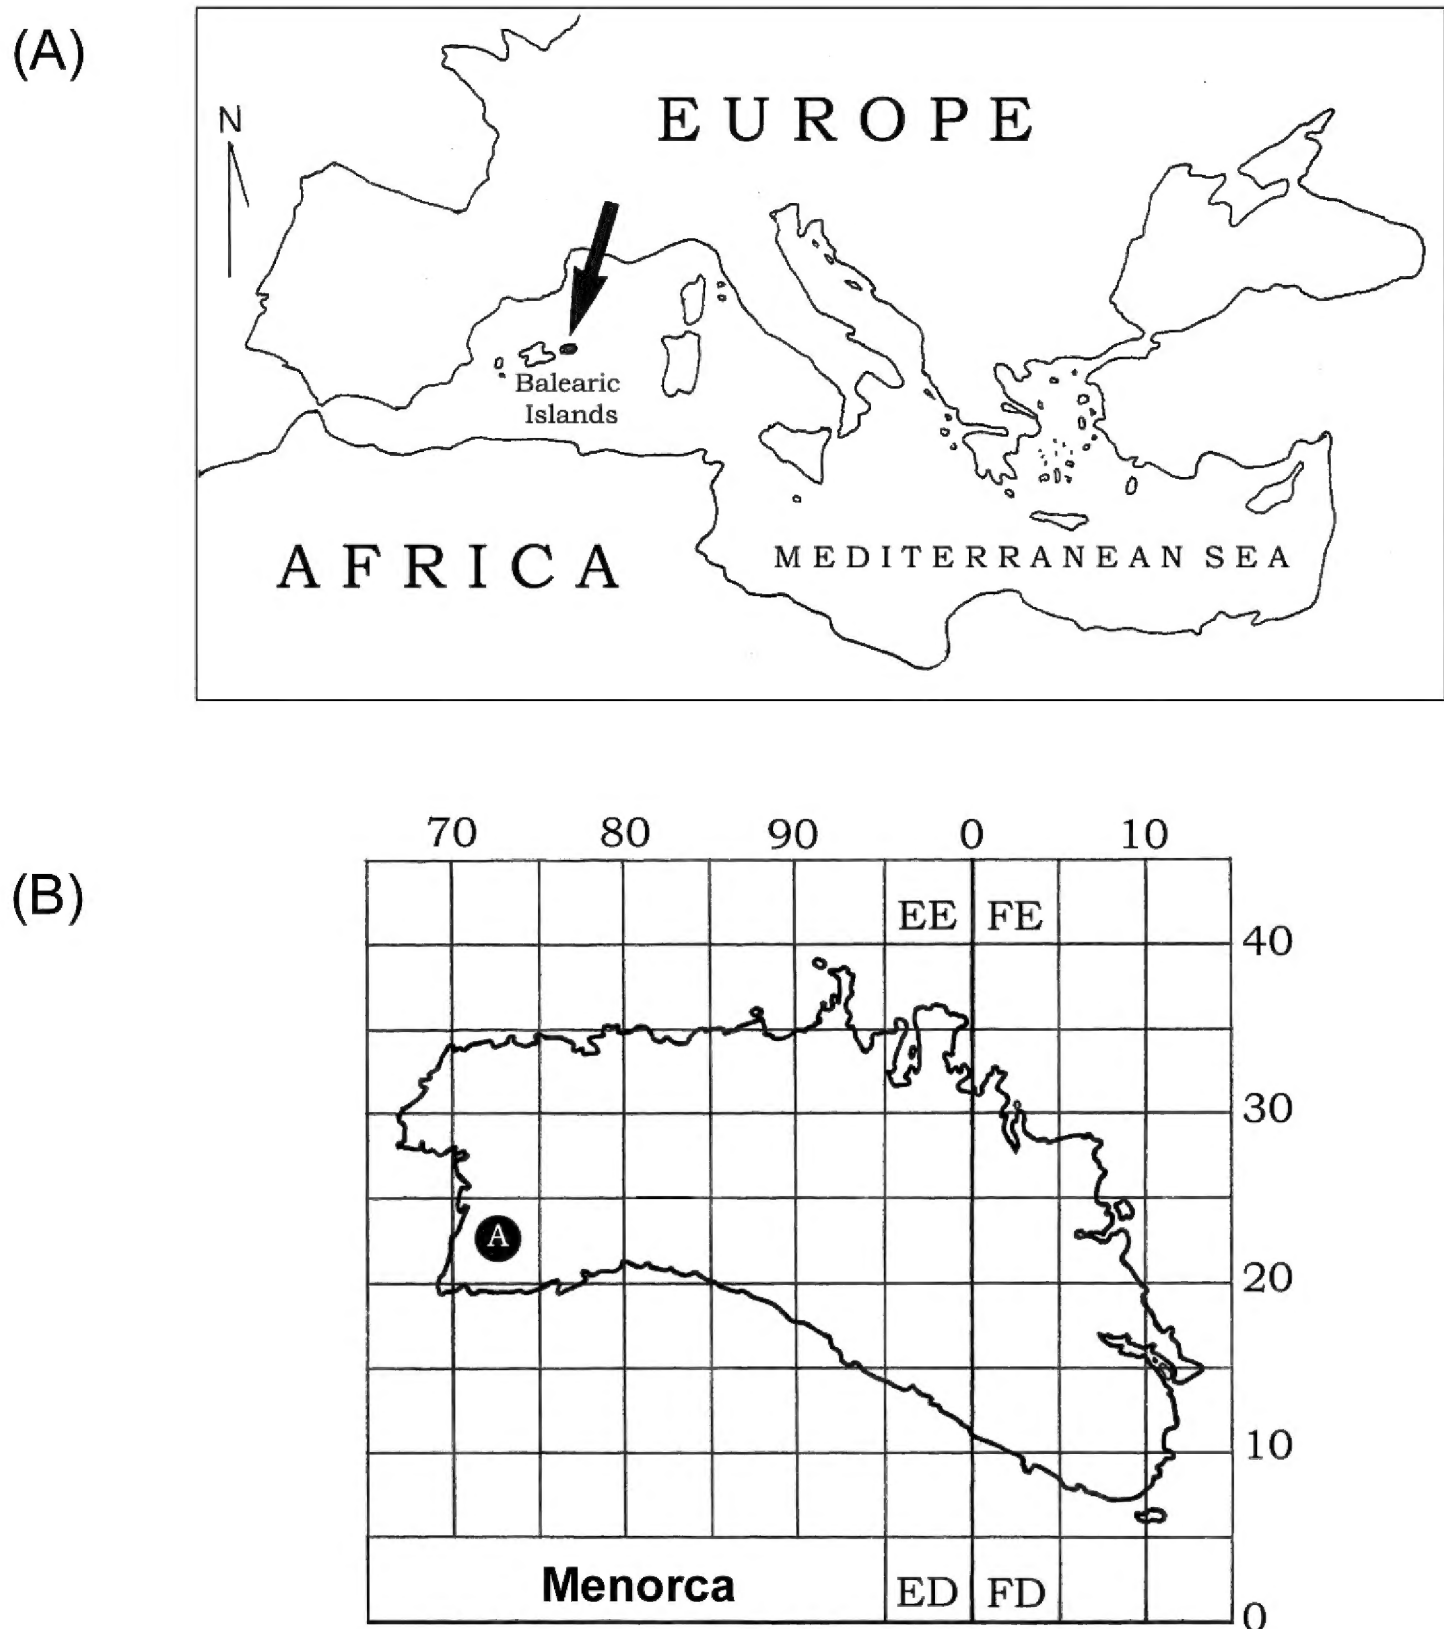 (A)
N
EUROPE
Balearic
Islands
AFRICA
MEDITERRANEAN SEA
(B)
70 80 90 0 10
EE FE
40
30
A
20
10
Menorca ED FD
0